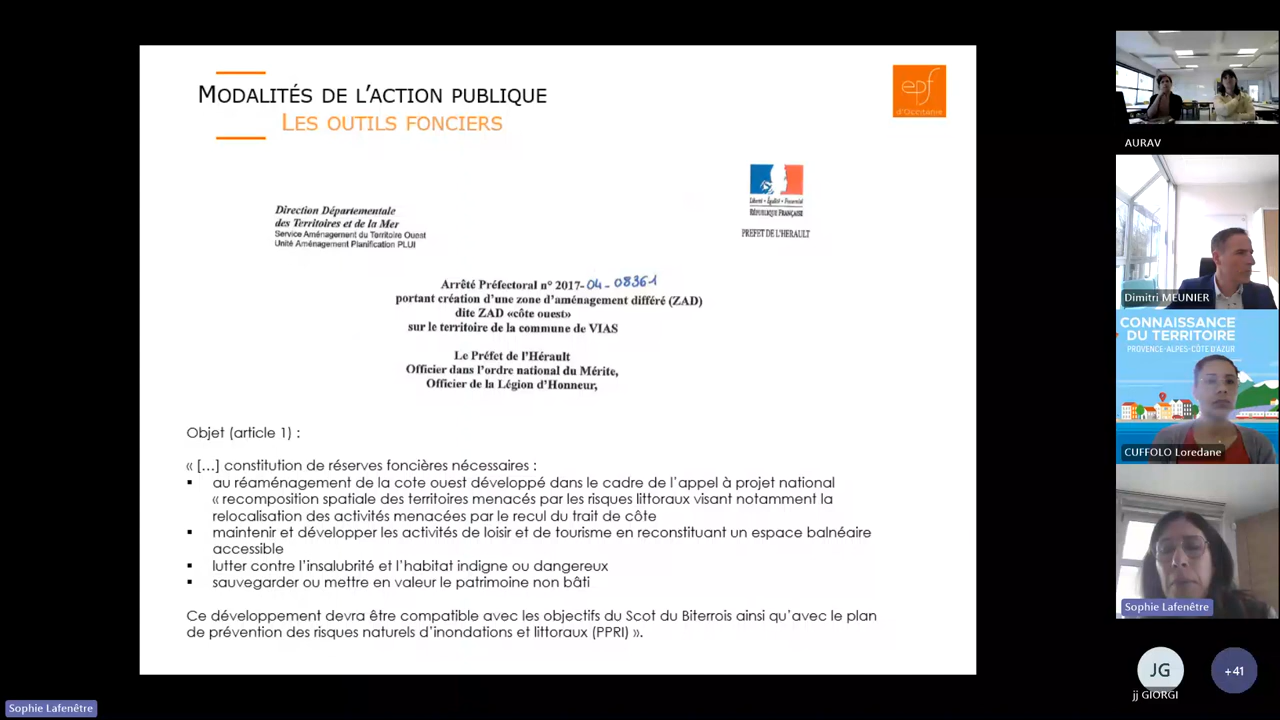 MODALITÉS DE L'ACTION PUBLIQUE
LES OUTILS FONCIERS
epf
d'Occitanie
Direction Départementale
des Territoires et de la Mer
Service Aménagement du Territoire Ouest
Unité Aménagement Planification PLUI
Liberté • Égalité • Fraternité
RÉPUBLIQUE FRANÇAISE
PREFET DE L'HERAULT
Arrêté Préfectoral n° 2017-04-08361
portant création d'une zone d'aménagement différé (ZAD)
dite ZAD «côte ouest»
sur le territoire de la commune de VIAS
Le Préfet de l'Hérault
Officier dans l'ordre national du Mérite,
Officier de la Légion d'Honneur,
Objet (article 1) :
« […] constitution de réserves foncières nécessaires :
▪ au réaménagement de la cote ouest développé dans le cadre de l'appel à projet national
« recomposition spatiale des territoires menacés par les risques littoraux visant notamment la
relocalisation des activités menacées par le recul du trait de côte
▪ maintenir et développer les activités de loisir et de tourisme en reconstituant un espace balnéaire
accessible
▪ lutter contre l'insalubrité et l'habitat indigne ou dangereux
▪ sauvegarder ou mettre en valeur le patrimoine non bâti
Ce développement devra être compatible avec les objectifs du Scot du Biterrois ainsi qu'avec le plan
de prévention des risques naturels d'inondations et littoraux (PPRI) ».
AURAV
Dimitri MEUNIER
CONNAISSANCE
DU TERRITOIRE
PROVENCE-ALPES-CÔTE D'AZUR
CUFFOLO Loredane
Sophie Lafenêtre
JG
jj GIORGI
+41
Sophie Lafenêtre